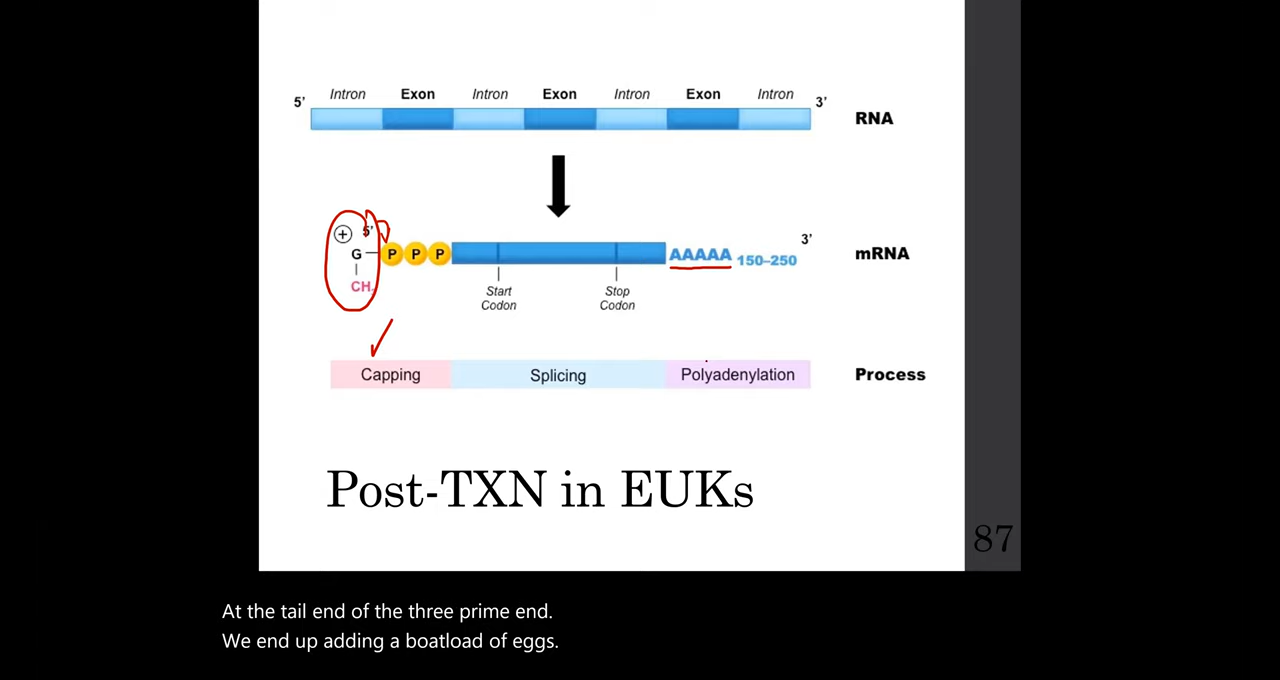 Intron Exon Intron Exon Intron Exon Intron
5' 3'
RNA
5'
3'
+
G P P P AAAAA 150–250 mRNA
CH
Start Codon
Stop Codon
Capping Splicing Polyadenylation Process
Post-TXN in EUKs
87
At the tail end of the three prime end.
We end up adding a boatload of eggs.